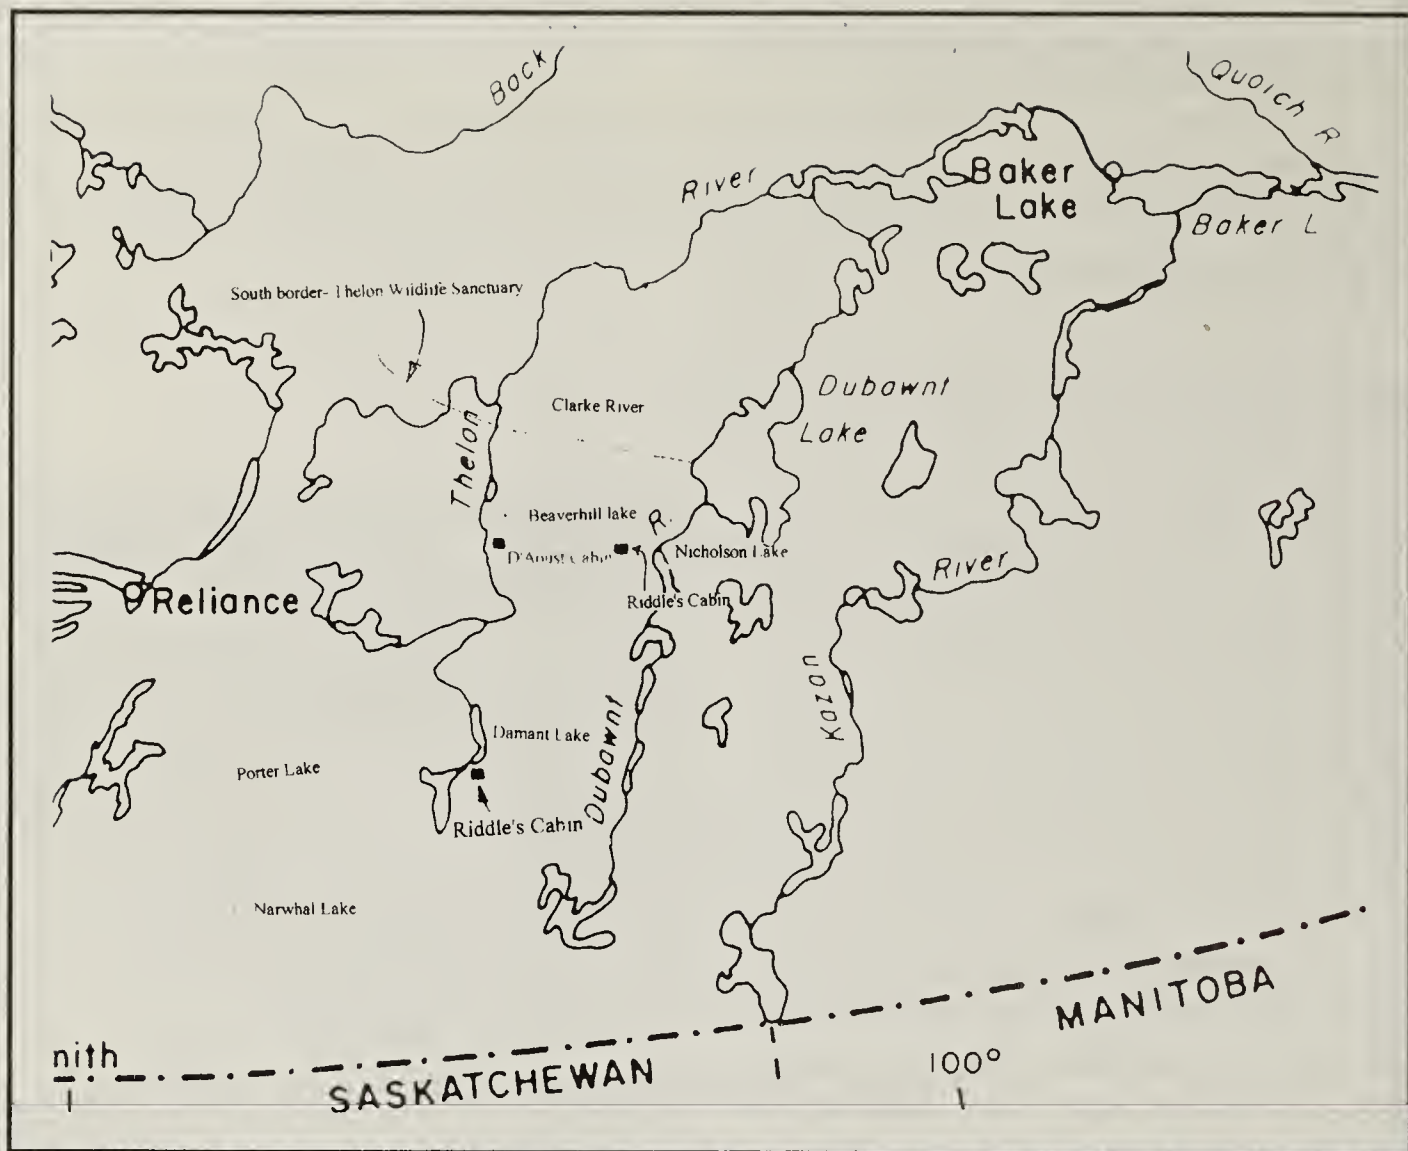 Back
Quoich R
River
Baker
Lake
Baker L
South border- Thelon Wildlife Sanctuary
Dubawnt
Lake
Clarke River
Thelon
Beaverhill lake
R.
D'Aoust Cabin
Nicholson Lake
Riddle's Cabin
Reliance
River
Kazan
Dubawnt
Damant Lake
Porter Lake
Riddle's Cabin
Narwhal Lake
MANITOBA
nith
100°
SASKATCHEWAN